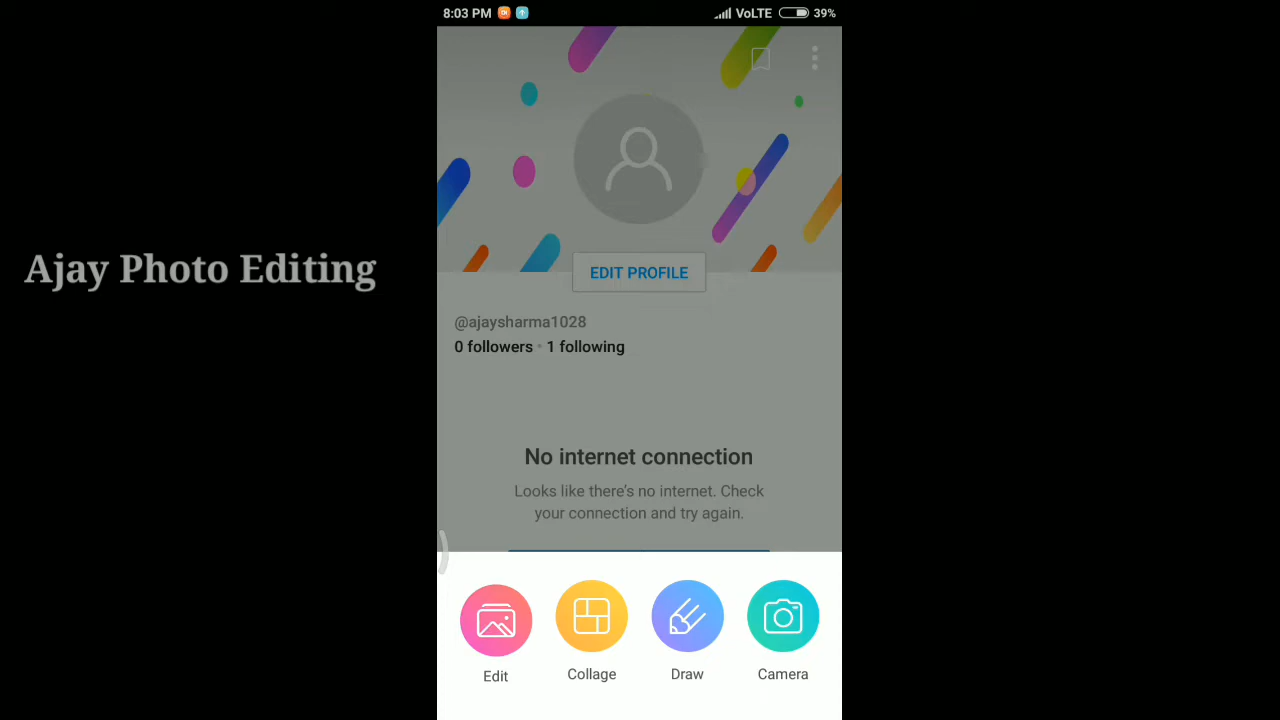 8:03 PM
VoLTE
39%
Ajay Photo Editing
EDIT PROFILE
@ajaysharma1028
0 followers • 1 following
No internet connection
Looks like there's no internet. Check
your connection and try again.
Edit
Collage
Draw
Camera